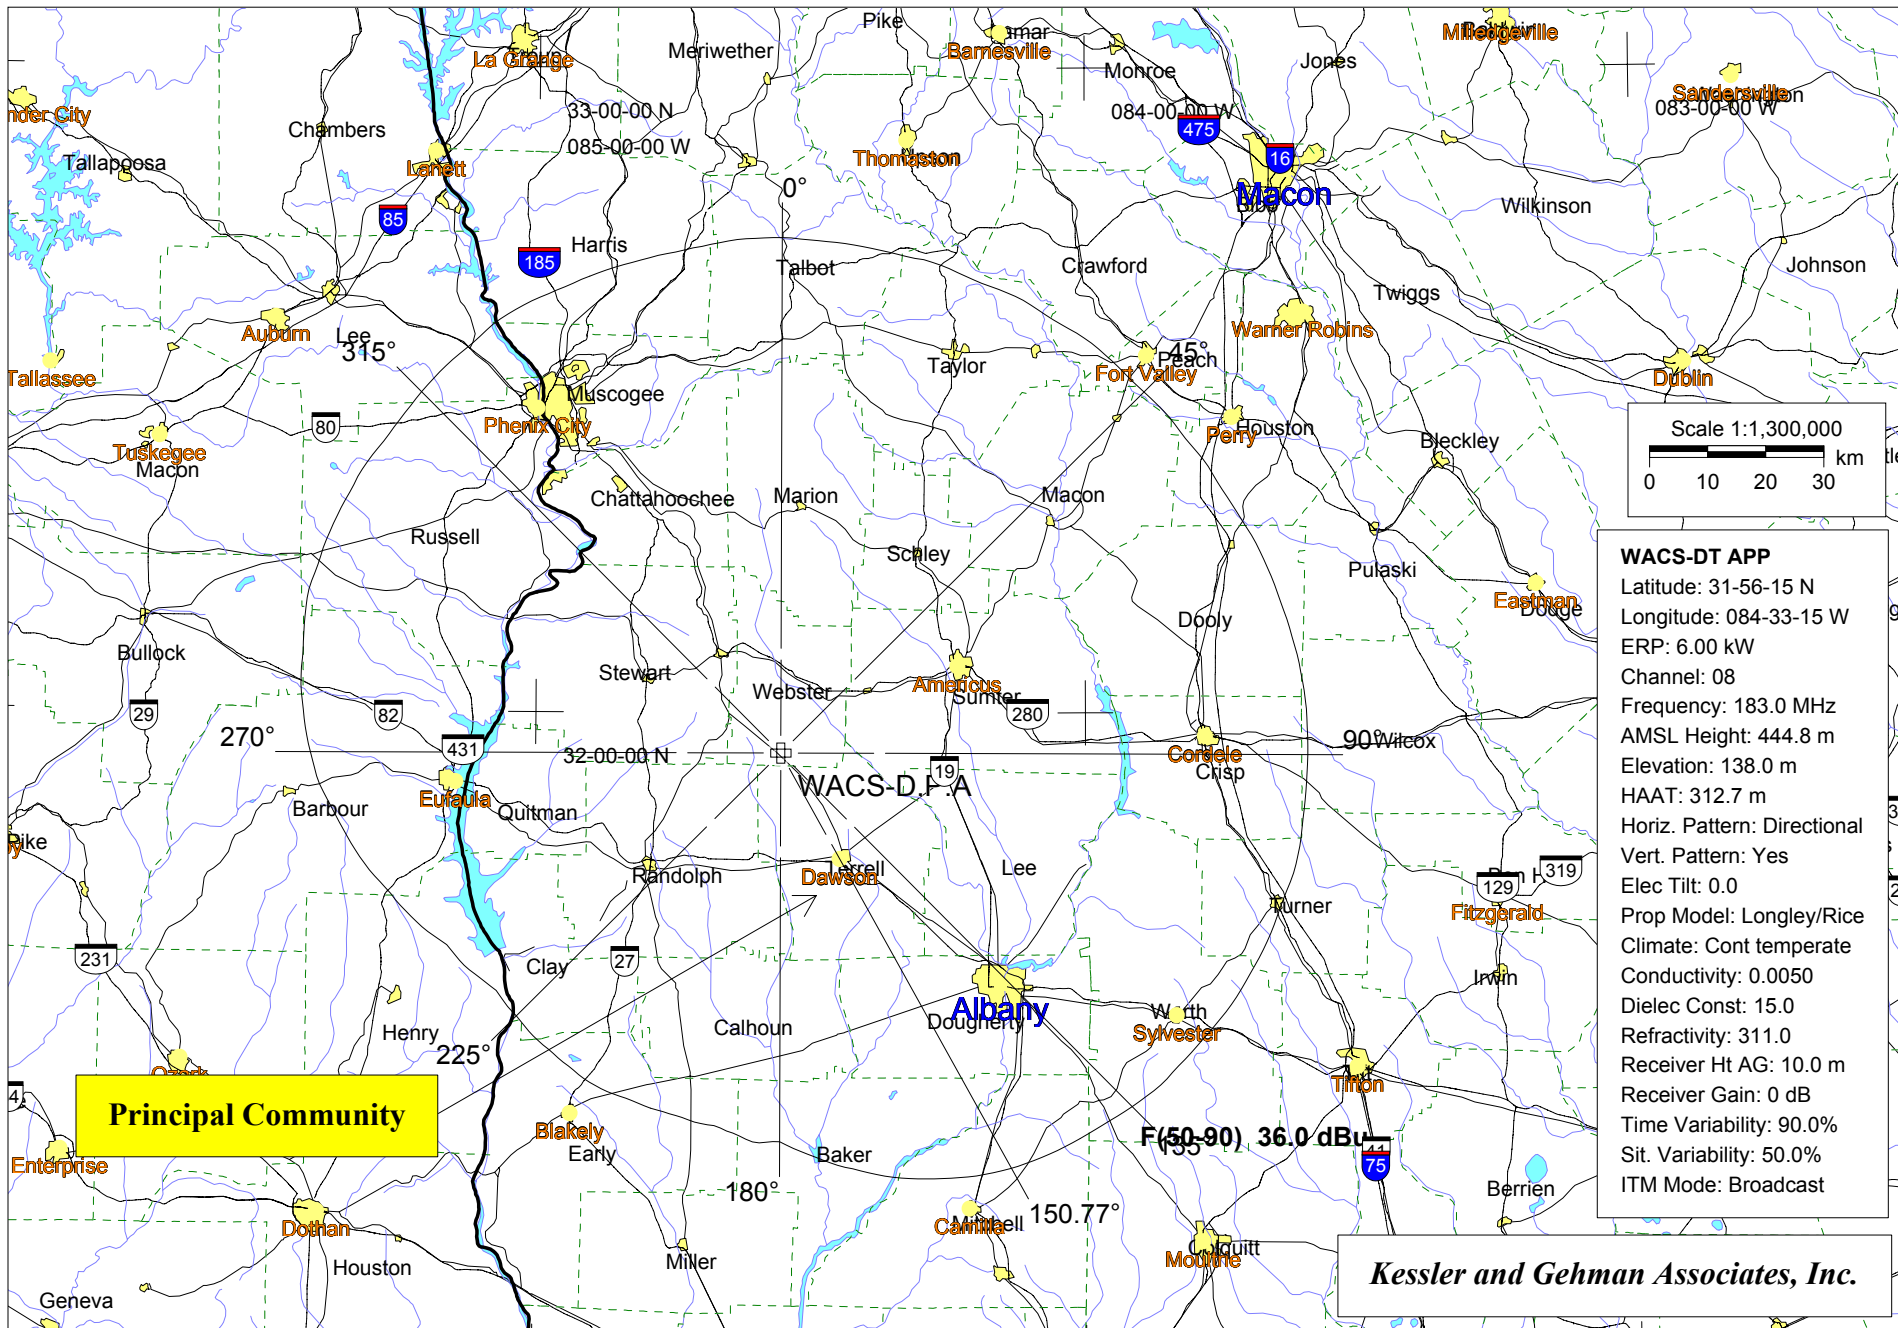 Pike
Lamar
Barnesville
Milledgeville
La Grange
Meriwether
Monroe
Jones
Sandersville
083-00-00 W
nder City
33-00-00 N
084-00-00 W
475
Chambers
085-00-00 W
16
Tallapoosa
Lanett
Thomaston
0°
Macon
Wilkinson
85
185
Harris
Talbot
Crawford
Johnson
Twiggs
Auburn
Lee
315°
Warner Robins
Tallassee
Taylor
Fort Valley
Peach
45°
Dublin
Muscogee
Phenix City
80
Perry
Houston
Bleckley
Scale 1:1,300,000
km
0 10 20 30
Tuskegee
Macon
Chattahoochee
Marion
Macon
Russell
Schley
Pulaski
Eastman
Dodge
Dooly
Bullock
Stewart
Webster
Americus
Sumter
29
82
280
270°
431
32-00-00 N
90°
Wilcox
Cordele
Crisp
19
WACS-D.P.A
Eufaula
Barbour
Quitman
Pike
Randolph
Terrell
Dawson
Lee
319
129
Fitzgerald
Turner
231
Clay
27
Irwin
Albany
Dougherty
Calhoun
Worth
Sylvester
Henry
225°
Ozark
Tifton
Principal Community
Blakely
Early
Baker
F(50-90) 36.0 dBu
135°
75
Enterprise
180°
150.77°
Berrien
Dothan
Camilla
Mitchell
Colquitt
Moultrie
Houston
Miller
Geneva
WACS-DT APP
Latitude: 31-56-15 N
Longitude: 084-33-15 W
ERP: 6.00 kW
Channel: 08
Frequency: 183.0 MHz
AMSL Height: 444.8 m
Elevation: 138.0 m
HAAT: 312.7 m
Horiz. Pattern: Directional
Vert. Pattern: Yes
Elec Tilt: 0.0
Prop Model: Longley/Rice
Climate: Cont temperate
Conductivity: 0.0050
Dielec Const: 15.0
Refractivity: 311.0
Receiver Ht AG: 10.0 m
Receiver Gain: 0 dB
Time Variability: 90.0%
Sit. Variability: 50.0%
ITM Mode: Broadcast
Kessler and Gehman Associates, Inc.